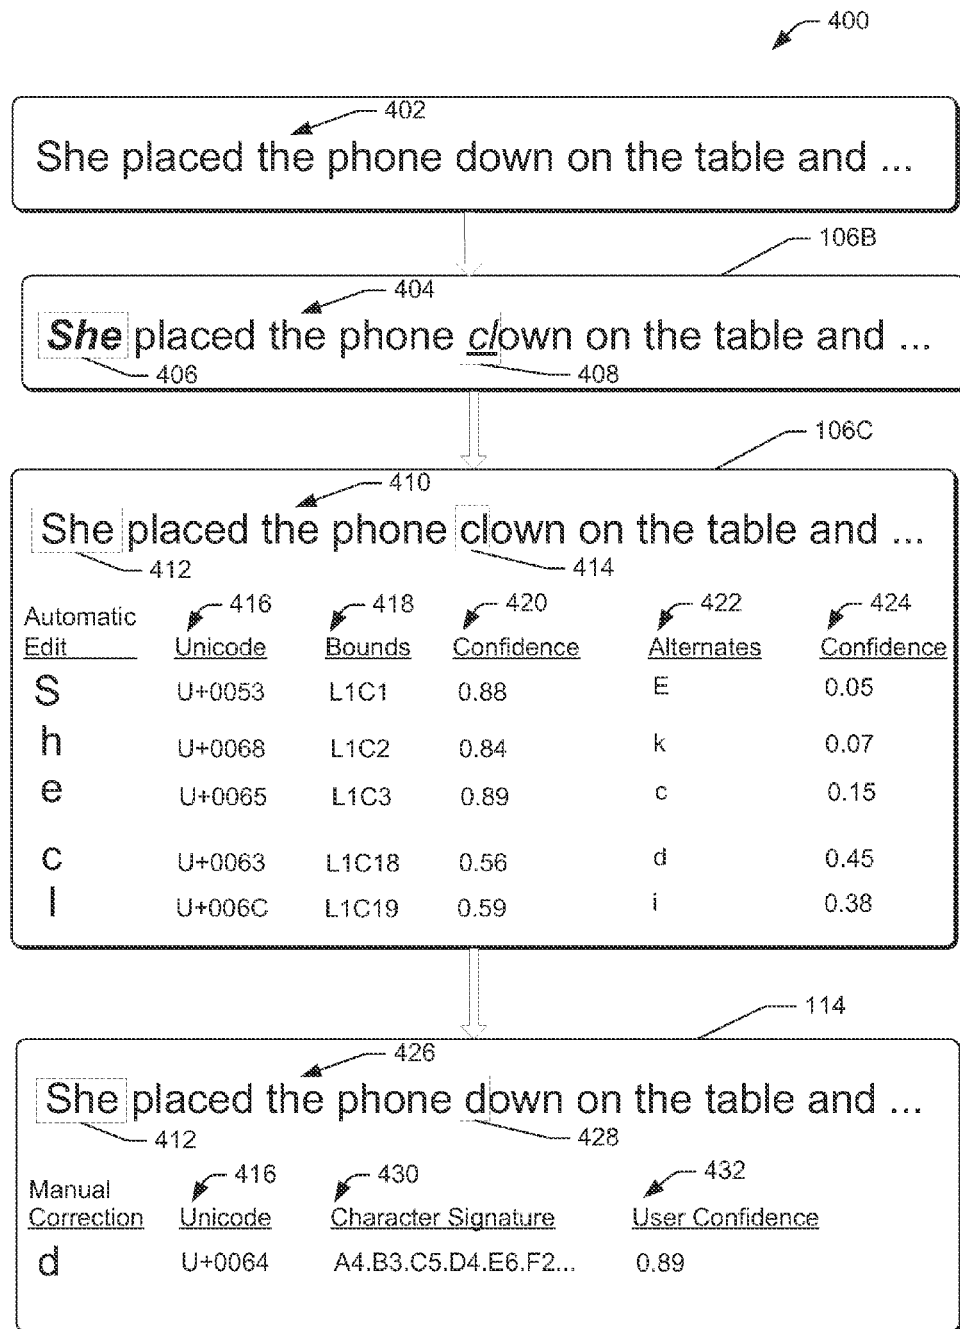 400
402
She placed the phone down on the table and ...
106B
404
She placed the phone clown on the table and ...
406
408
106C
410
She placed the phone clown on the table and ...
412
414
Automatic Edit 416 Unicode 418 Bounds 420 Confidence 422 Alternates 424 Confidence
S U+0053 L1C1 0.88 E 0.05
h U+0068 L1C2 0.84 k 0.07
e U+0065 L1C3 0.89 c 0.15
c U+0063 L1C18 0.56 d 0.45
l U+006C L1C19 0.59 i 0.38
114
426
She placed the phone down on the table and ...
412
428
Manual Correction 416 Unicode 430 Character Signature 432 User Confidence
d U+0064 A4.B3.C5.D4.E6.F2... 0.89